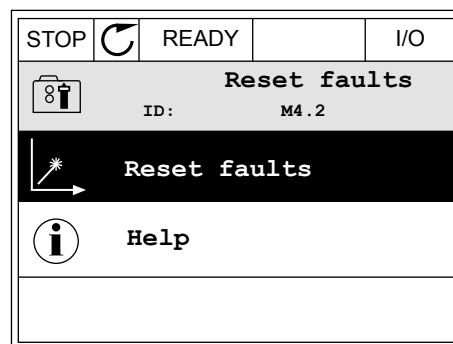 STOP READY I/O
Reset faults
ID: M4.2
Reset faults
Help